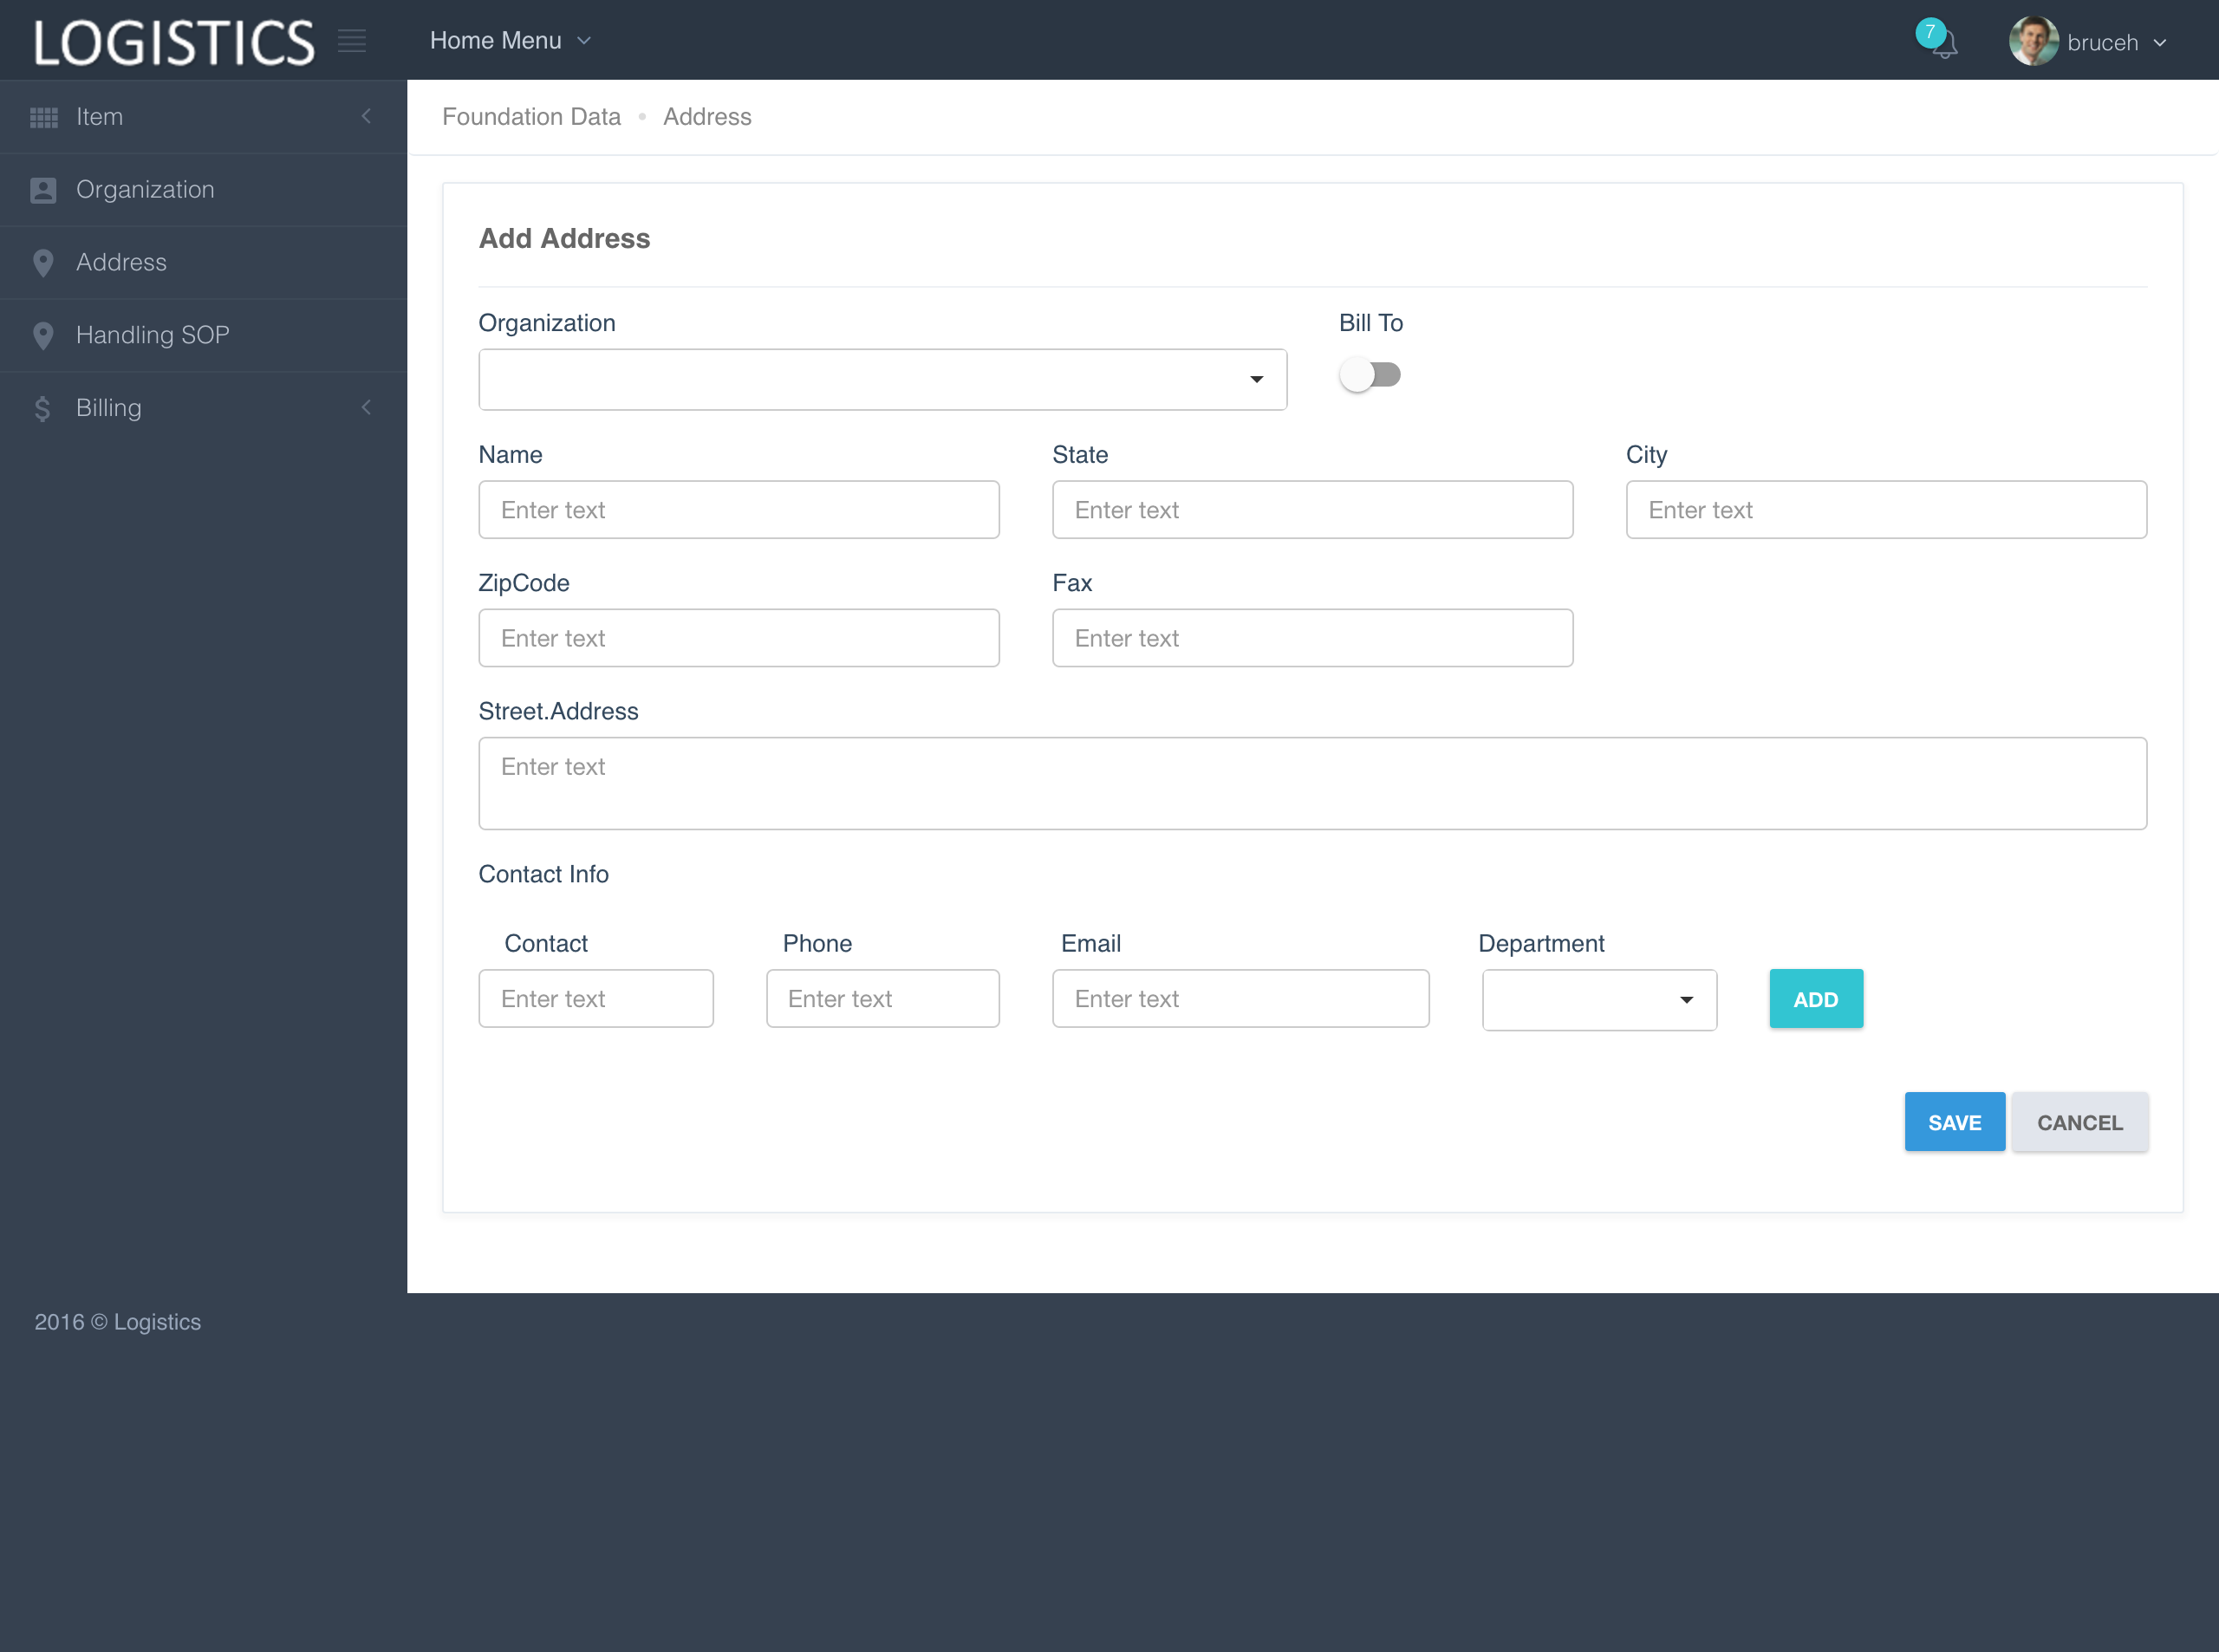 LOGISTICS
Home Menu
7
bruceh
Item
Organization
Address
Handling SOP
Billing
Foundation Data • Address
Add Address
Organization
Bill To
Name
State
City
Enter text
Enter text
Enter text
ZipCode
Fax
Enter text
Enter text
Street.Address
Enter text
Contact Info
Contact
Phone
Email
Department
Enter text
Enter text
Enter text
ADD
SAVE
CANCEL
2016 © Logistics